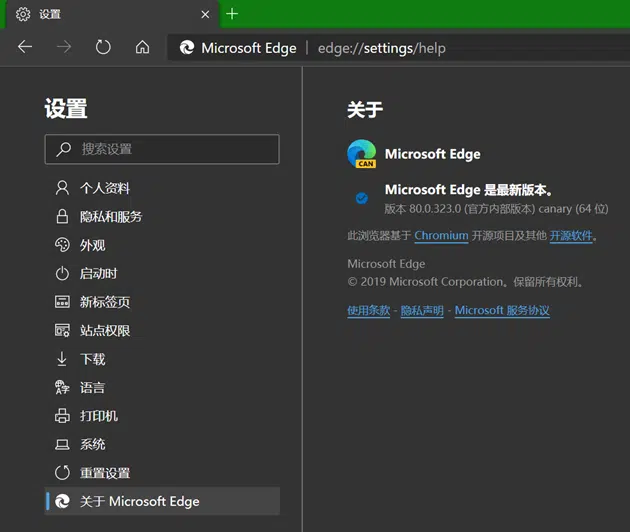 设置
Microsoft Edge | edge://settings/help
设置
搜索设置
个人资料
隐私和服务
外观
启动时
新标签页
站点权限
下载
语言
打印机
系统
重置设置
关于 Microsoft Edge
关于
CAN
Microsoft Edge
Microsoft Edge 是最新版本。
版本 80.0.323.0 (官方内部版本) canary (64 位)
此浏览器基于 Chromium 开源项目及其他 开源软件。
Microsoft Edge
© 2019 Microsoft Corporation。保留所有权利。
使用条款 - 隐私声明 - Microsoft 服务协议